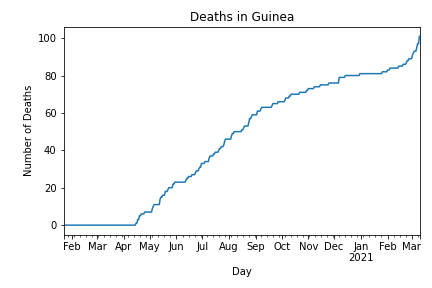 Deaths in Guinea
Number of Deaths
100
80
60
40
20
0
Feb Mar Apr May Jun Jul Aug Sep Oct Nov Dec Jan Feb Mar
2021
Day